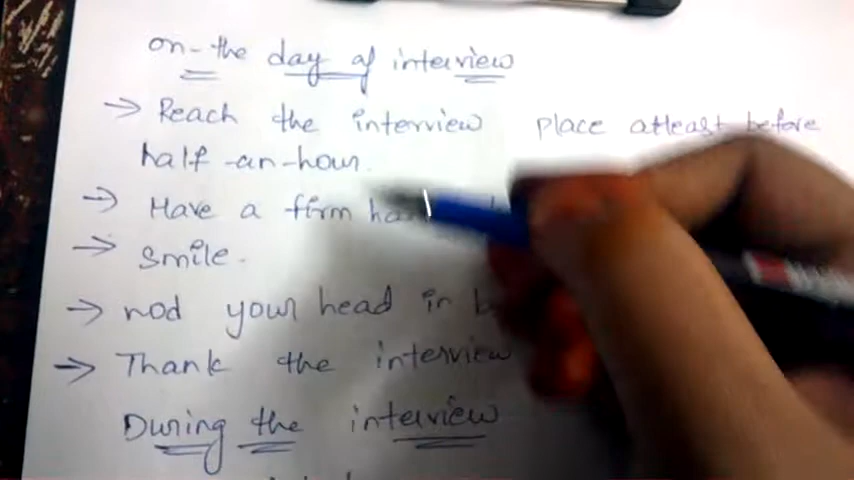 on-the day of interview
→ Reach the interview place atleast before
half-an-hour.
→ Have a firm
→ smile.
→ nod your head in
→ Thank the interview
During the interview